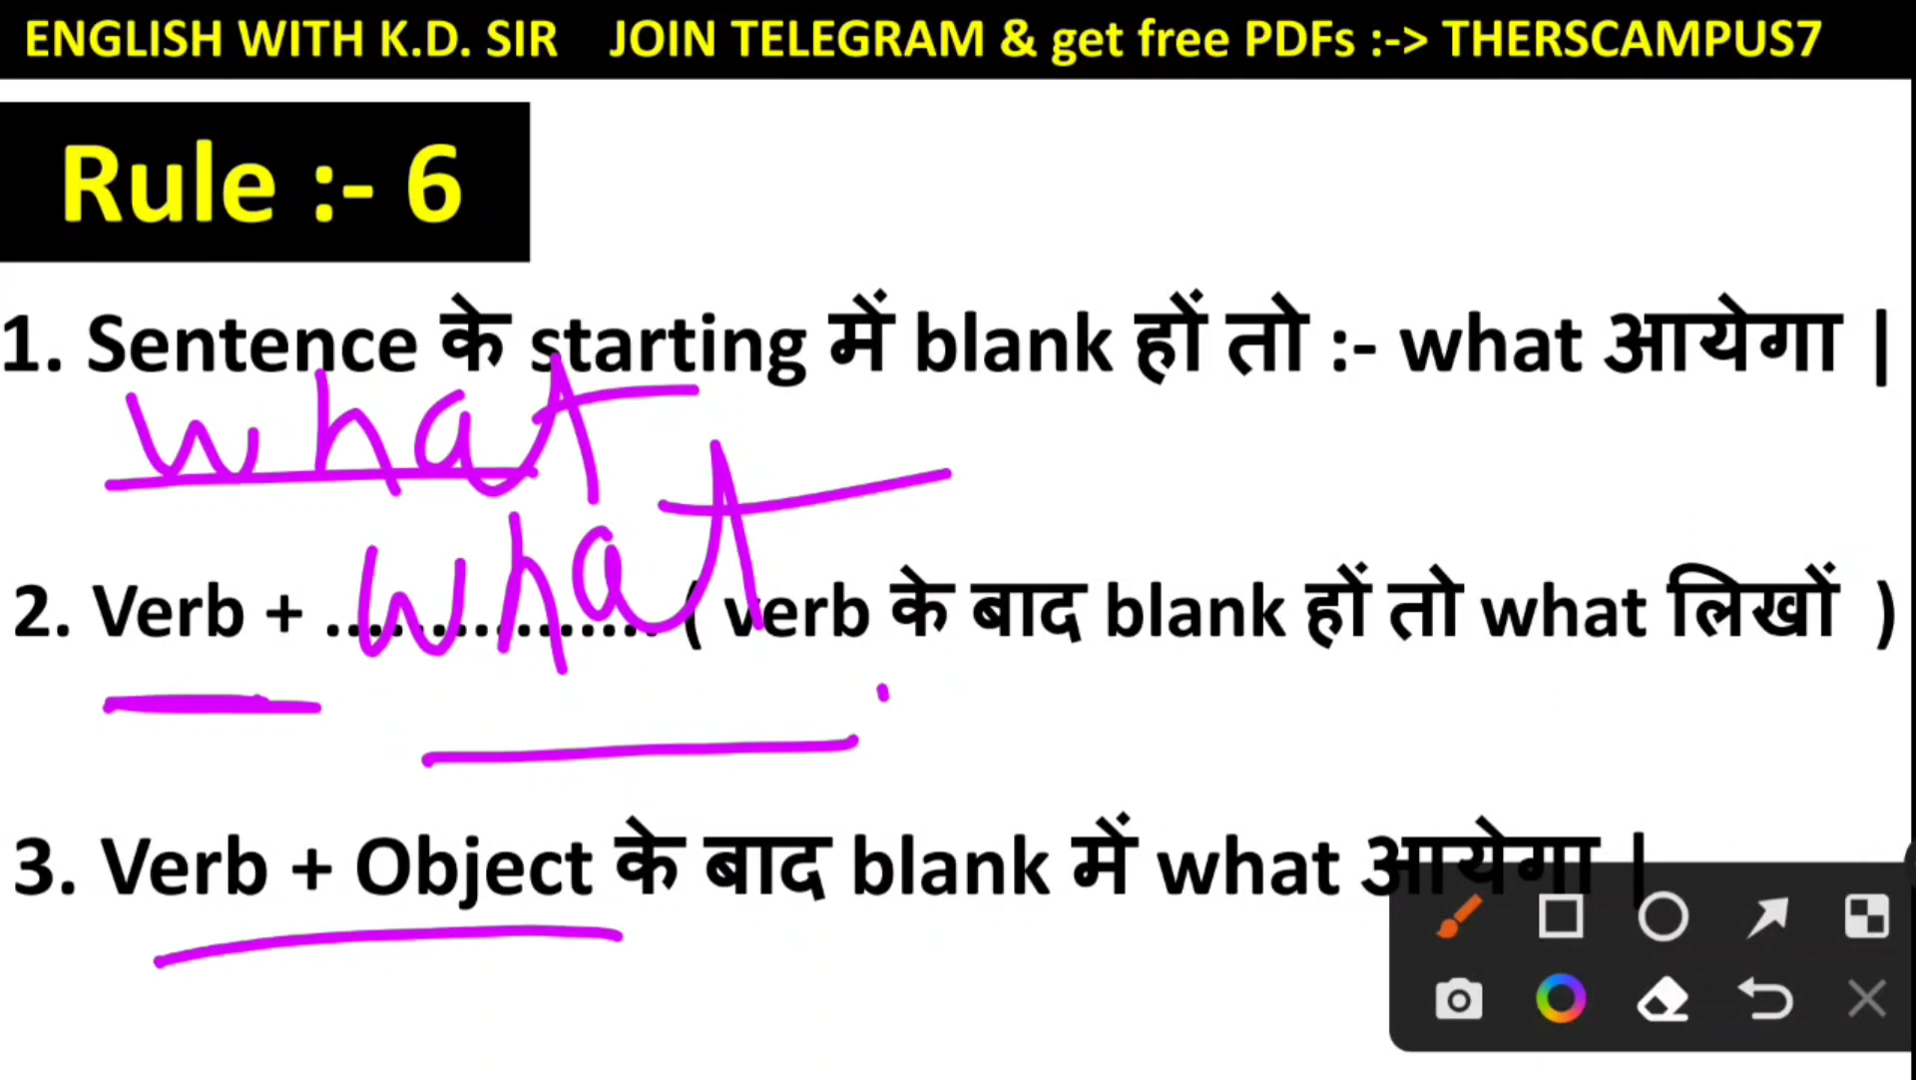 ENGLISH WITH K.D. SIR JOIN TELEGRAM & get free PDFs :-> THERSCAMPUS7
Rule :- 6
1. Sentence के starting में blank हों तो :- what आयेगा |
what
what
2. Verb + ................ ( verb के बाद blank हों तो what लिखों )
3. Verb + Object के बाद blank में what आयेगा |